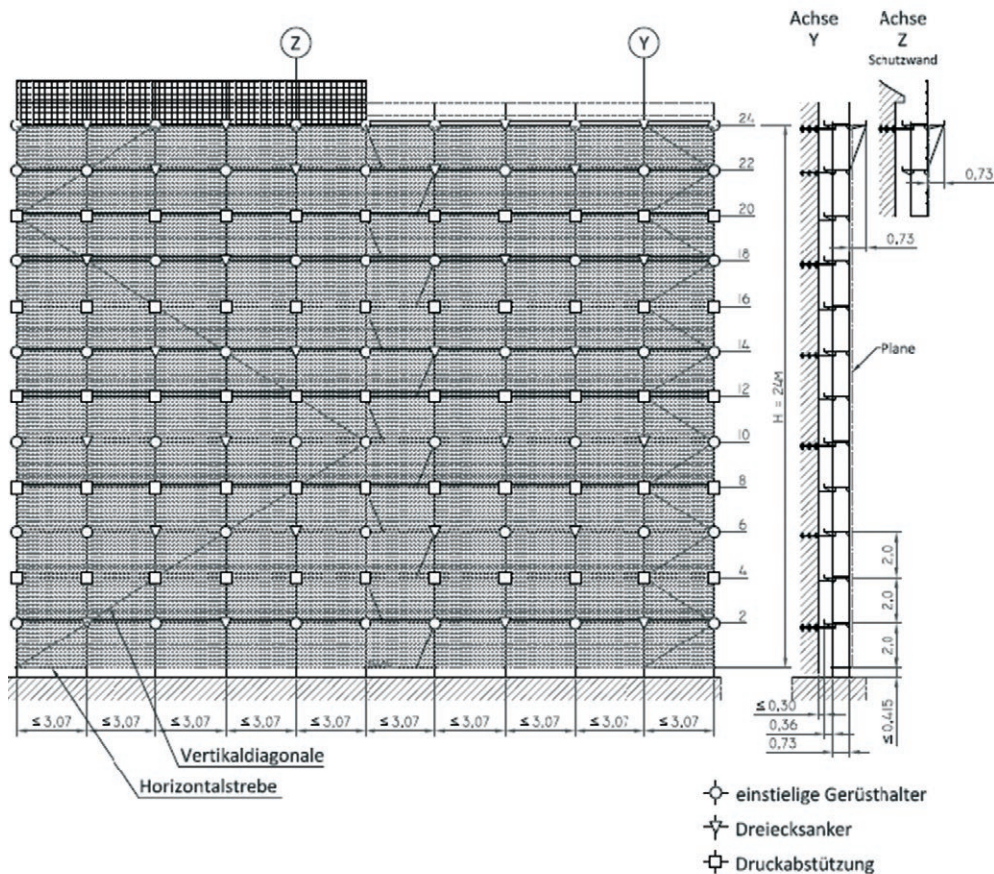 Achse
Y
Achse
Z
Schutzwand
Z
Y
24
22
20
18
16
14
12
10
8
6
4
2
H = 24M
0,73
0,73
Plane
2,0
2,0
2,0
≤ 0,30
0,36
0,73
≤ 0,415
≤ 3,07 ≤ 3,07 ≤ 3,07 ≤ 3,07 ≤ 3,07 ≤ 3,07 ≤ 3,07 ≤ 3,07 ≤ 3,07 ≤ 3,07
Vertikaldiagonale
Horizontalstrebe
einstielige Gerüsthalter
Dreiecksanker
Druckabstützung